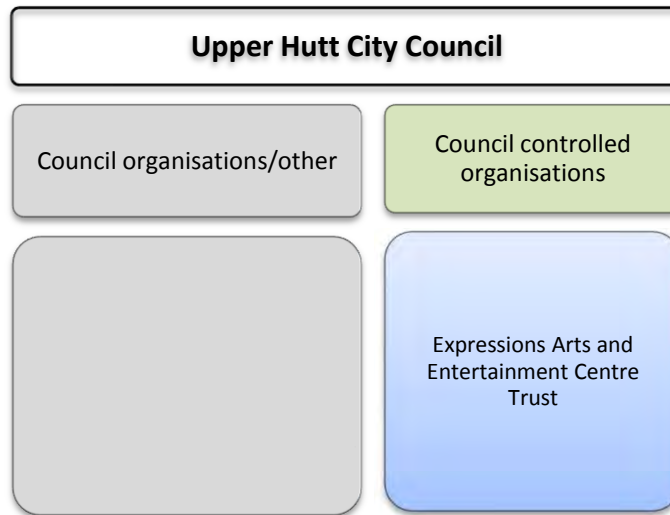 Upper Hutt City Council
Council organisations/other
Council controlled
organisations
Expressions Arts and
Entertainment Centre
Trust